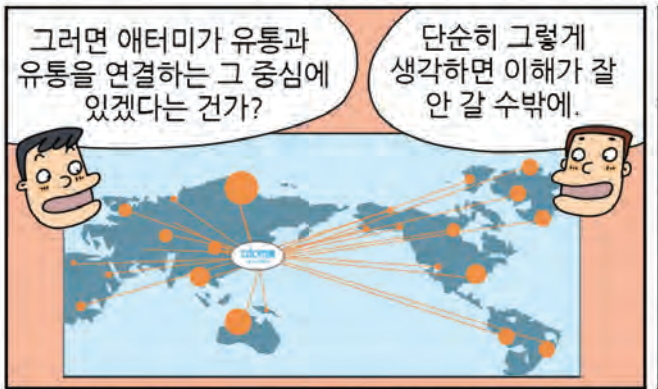 그러면 애터미가 유통과
유통을 연결하는 그 중심에
있겠다는 건가?
단순히 그렇게
생각하면 이해가 잘
안 갈 수밖에.